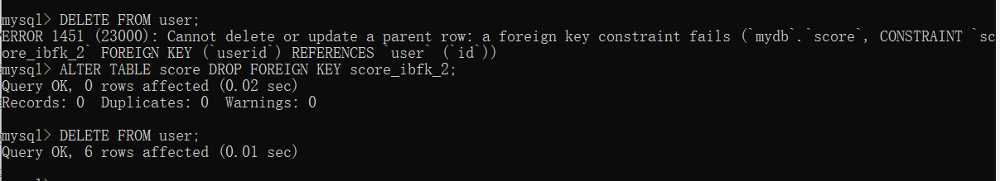 mysql> DELETE FROM user;
ERROR 1451 (23000): Cannot delete or update a parent row: a foreign key constraint fails (`mydb`.`score`, CONSTRAINT `sc
ore_ibfk_2` FOREIGN KEY (`userid`) REFERENCES `user` (`id`))
mysql> ALTER TABLE score DROP FOREIGN KEY score_ibfk_2;
Query OK, 0 rows affected (0.02 sec)
Records: 0  Duplicates: 0  Warnings: 0
mysql> DELETE FROM user;
Query OK, 6 rows affected (0.01 sec)